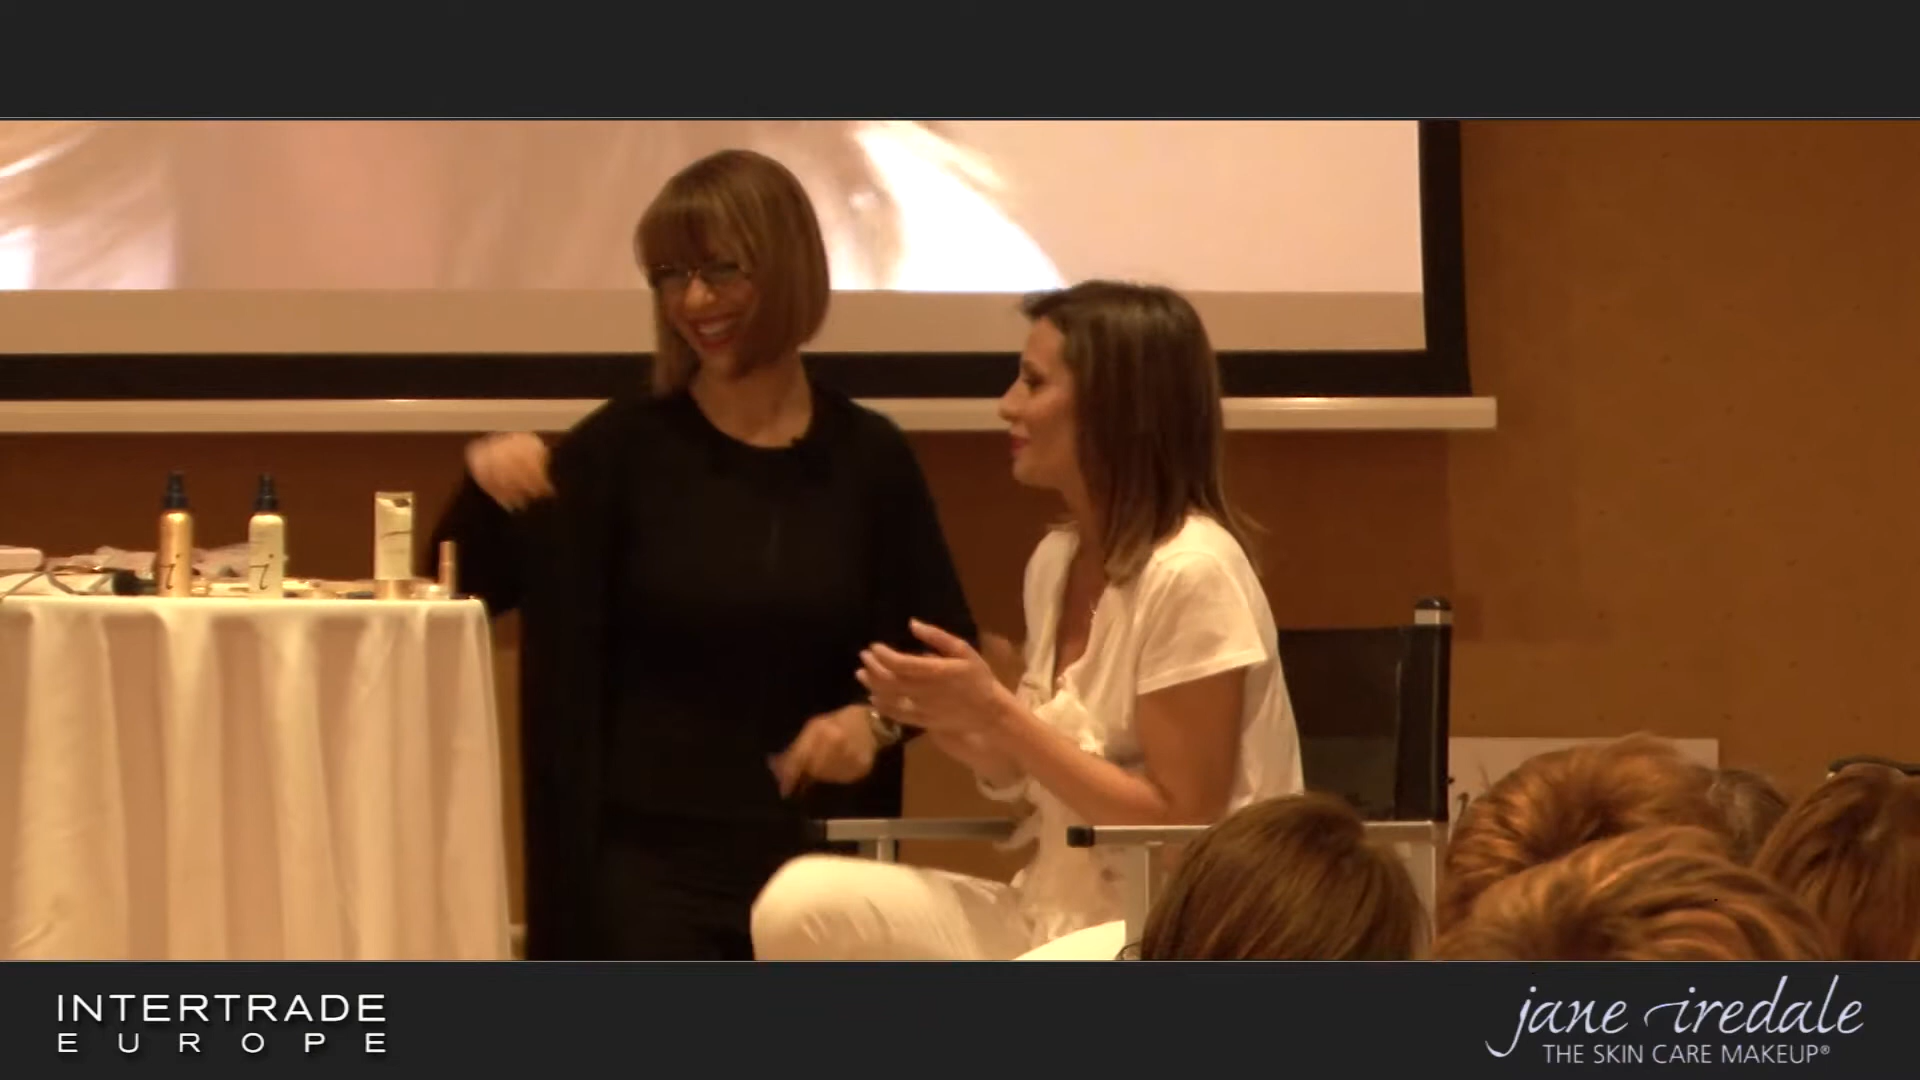 i
i
INTERTRADE
EUROPE
jane iredale
THE SKIN CARE MAKEUP®